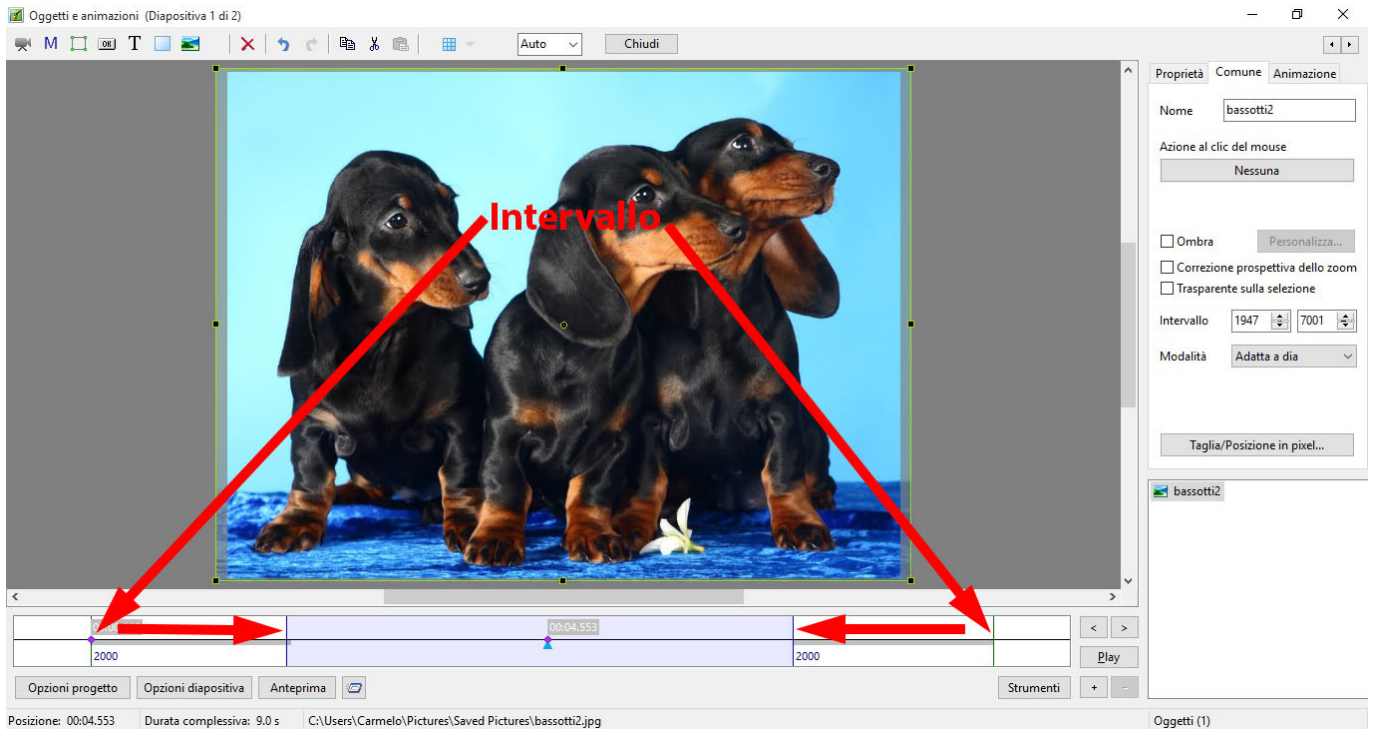 Oggetti e animazioni (Diapositiva 1 di 2)
M OK T Auto Chiudi
Proprietà Comune Animazione
Nome bassotti2
Azione al clic del mouse
Nessuna
Intervallo
Ombra Personalizza...
Correzione prospettiva dello zoom
Trasparente sulla selezione
Intervallo 1947 7001
Modalità Adatta a dia
Taglia/Posizione in pixel...
bassotti2
00:04.553
< >
2000 2000
Play
Opzioni progetto Opzioni diapositiva Anteprima Strumenti + -
Posizione: 00:04.553 Durata complessiva: 9.0 s C:\Users\Carmelo\Pictures\Saved Pictures\bassotti2.jpg Oggetti (1)